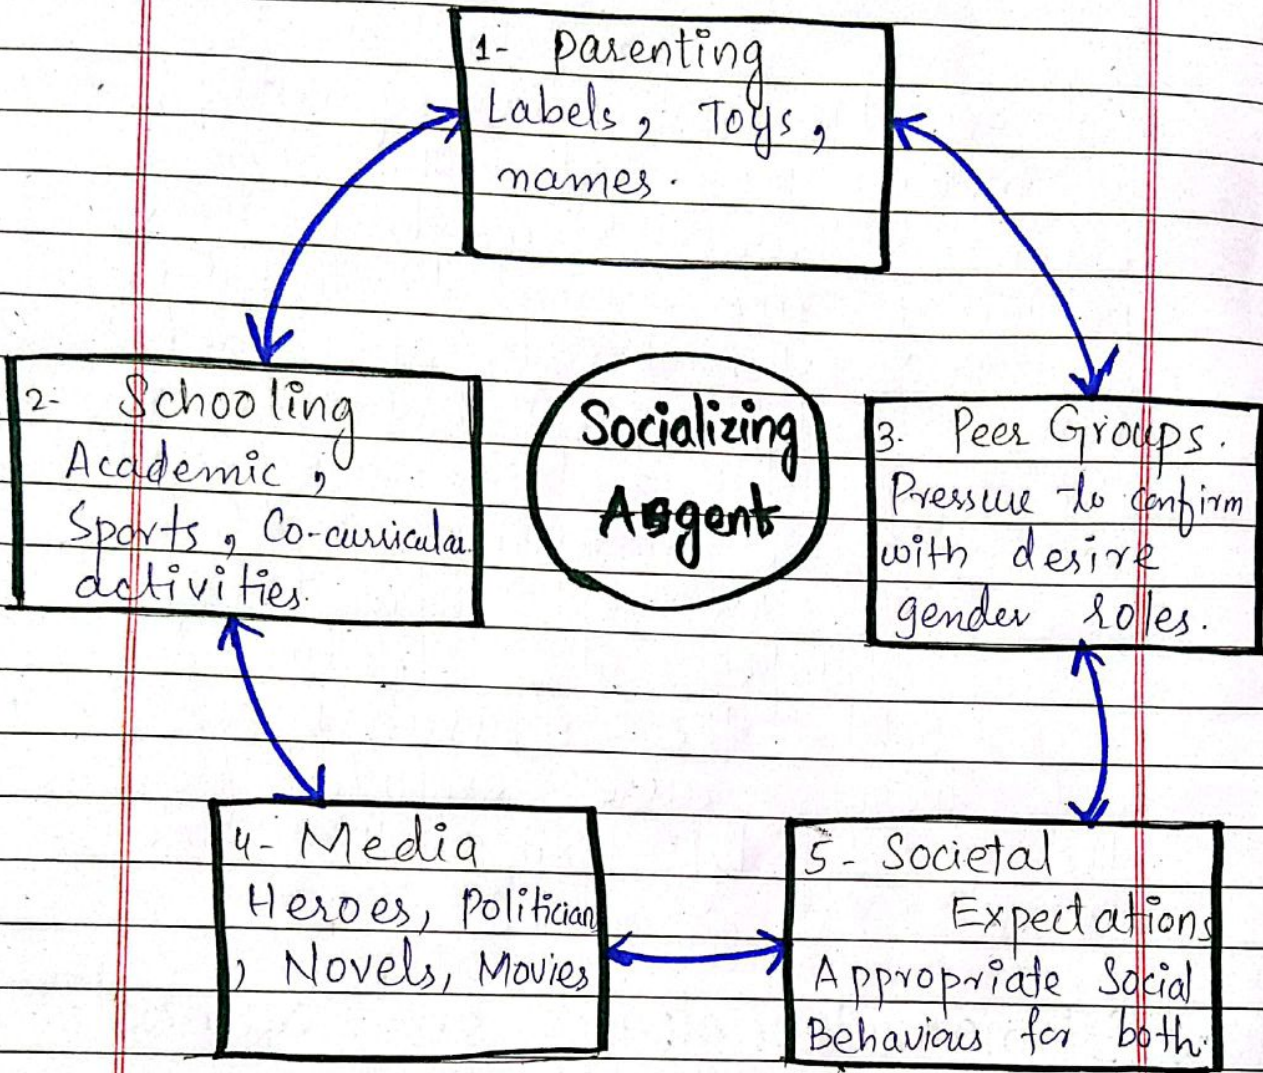 1- Parenting
Labels, Toys,
names.
2- Schooling
Academic,
Sports, Co-curricular
activities.
Socializing
Agent
3. Peer Groups.
Pressure to confirm
with desire
gender roles.
4- Media
Heroes, Politician
, Novels, Movies
5- Societal
Expectations
Appropriate Social
Behaviours for both.